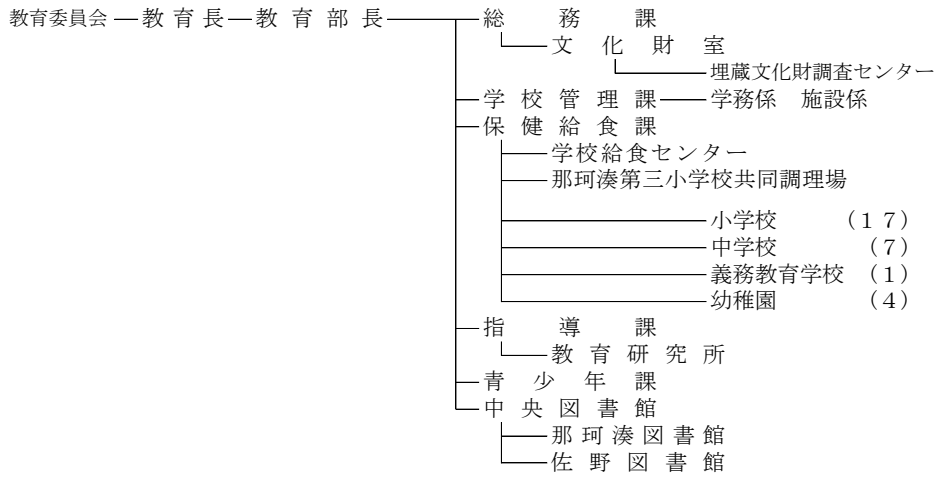 教育委員会 教育長 教育部長 総務課
文化財室
埋蔵文化財調査センター
学校管理課 学務係 施設係
保健給食課
学校給食センター
那珂湊第三小学校共同調理場
小学校 (17)
中学校 (7)
義務教育学校 (1)
幼稚園 (4)
指導課
教育研究所
青少年課
中央図書館
那珂湊図書館
佐野図書館